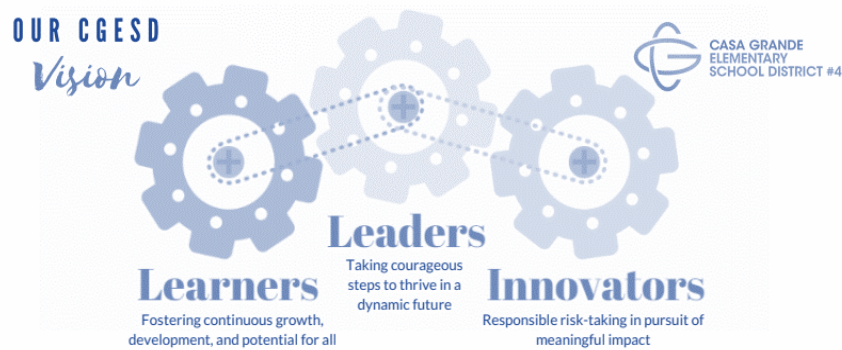 OUR CGESD
Vision
CASA GRANDE
ELEMENTARY
SCHOOL DISTRICT #4
Learners
Fostering continuous growth,
development, and potential for all
Leaders
Taking courageous
steps to thrive in a
dynamic future
Innovators
Responsible risk-taking in pursuit of
meaningful impact